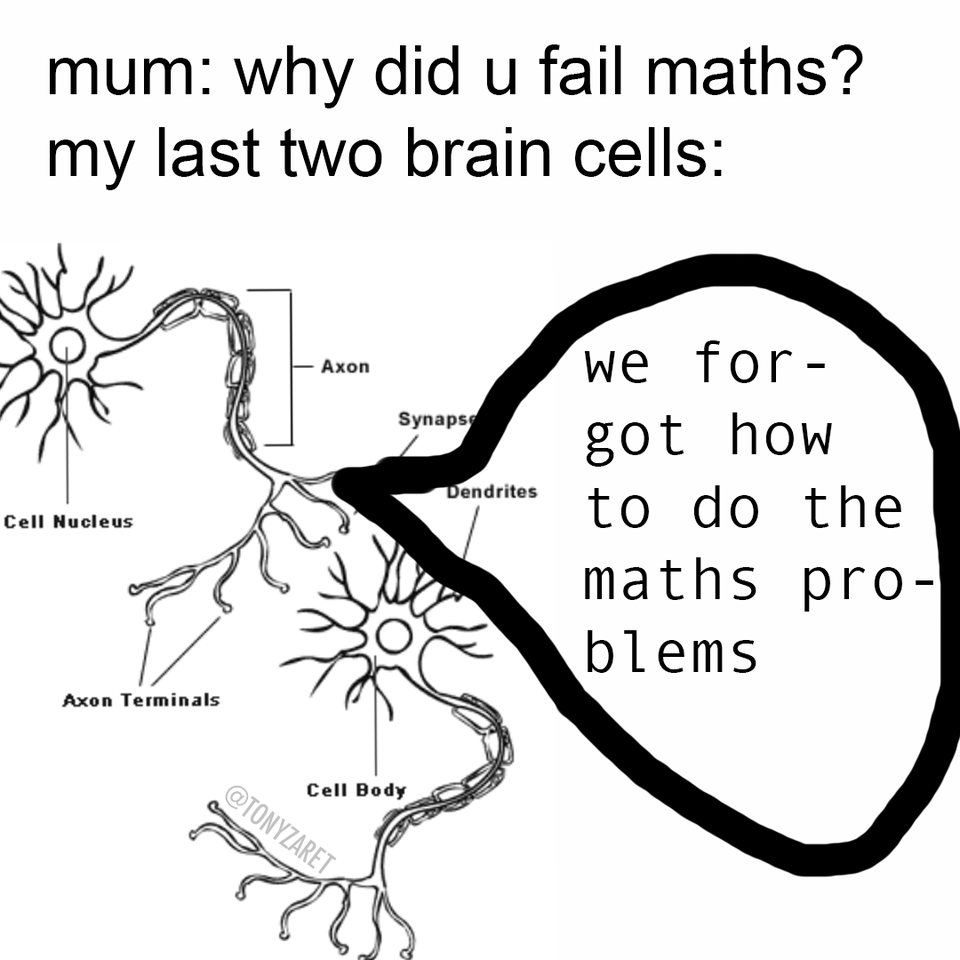 mum: why did u fail maths?
my last two brain cells:
Axon
Synapse
Dendrites
Cell Nucleus
Axon Terminals
Cell Body
@TONYZARET
we for-
got how
to do the
maths pro-
blems